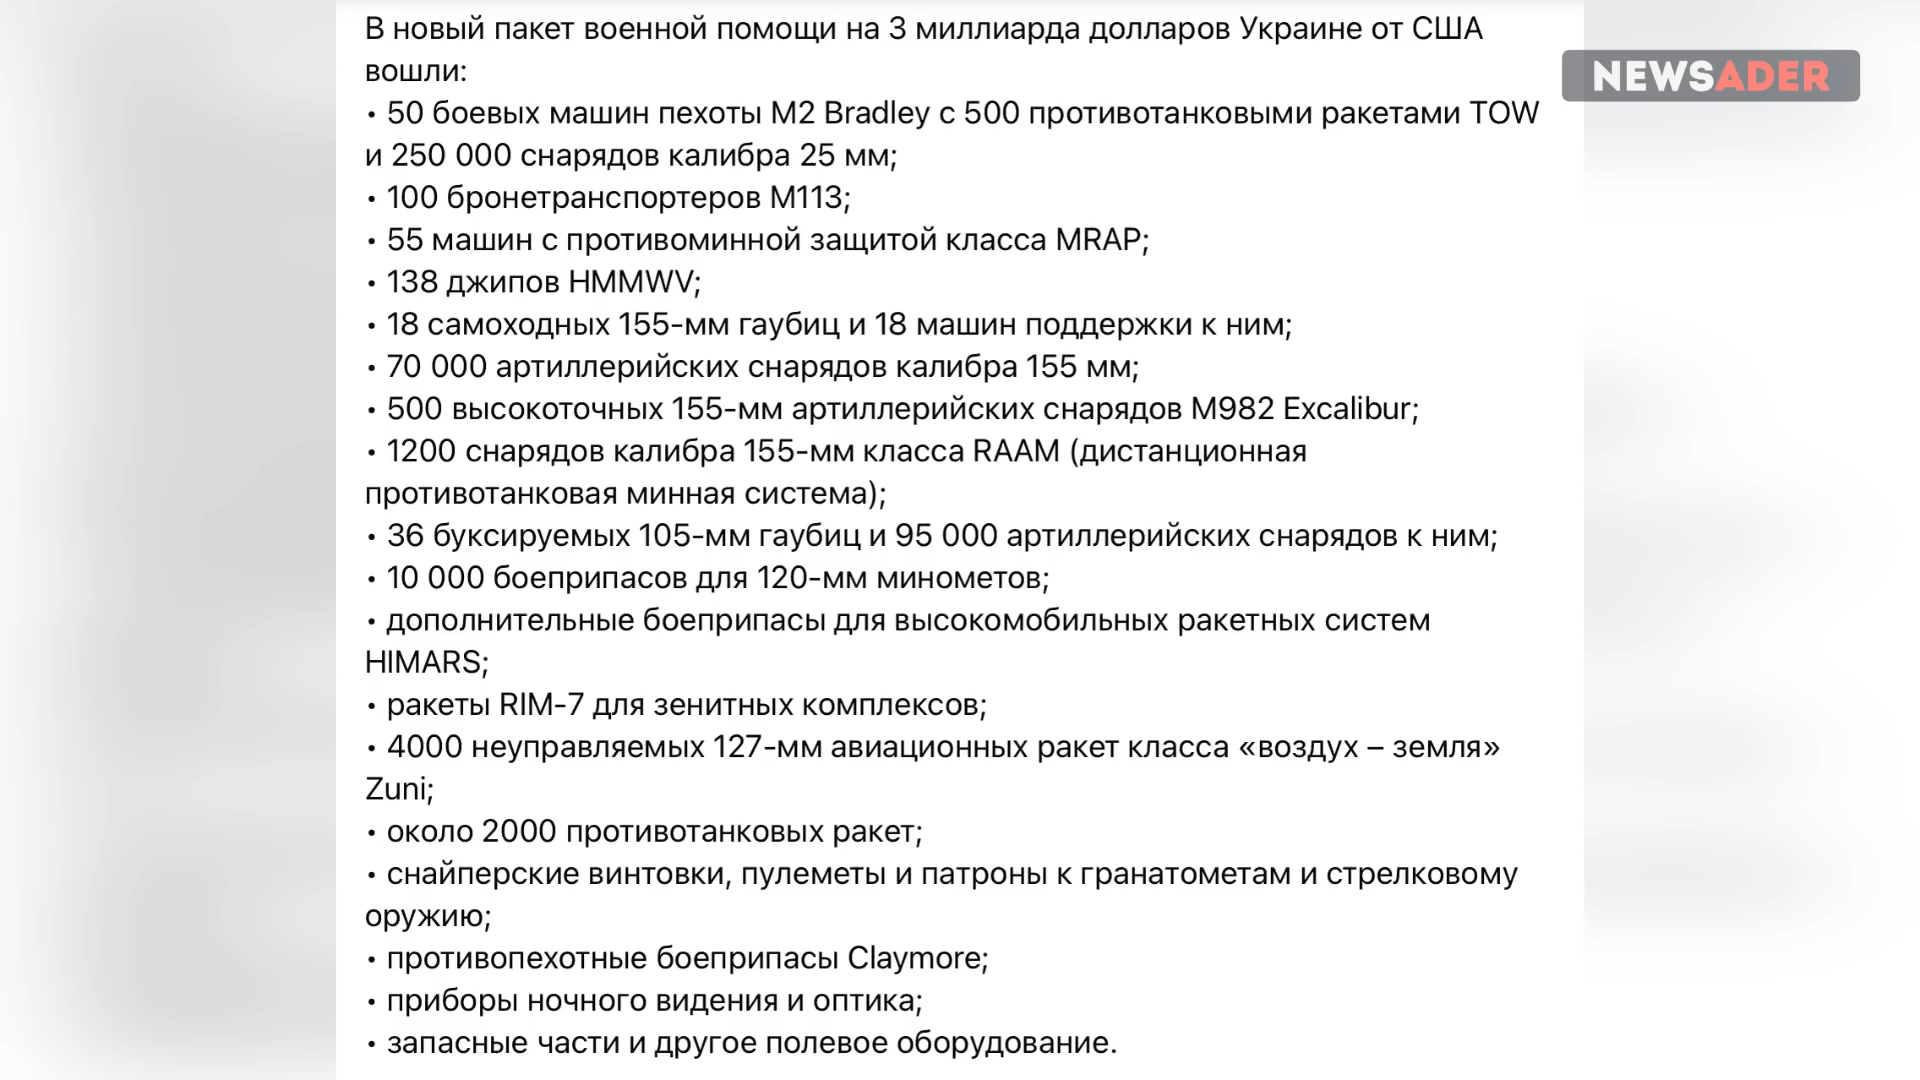 В новый пакет военной помощи на 3 миллиарда долларов Украине от США
вошли:
• 50 боевых машин пехоты M2 Bradley с 500 противотанковыми ракетами TOW
и 250 000 снарядов калибра 25 мм;
• 100 бронетранспортеров M113;
• 55 машин с противоминной защитой класса MRAP;
• 138 джипов HMMWV;
• 18 самоходных 155-мм гаубиц и 18 машин поддержки к ним;
• 70 000 артиллерийских снарядов калибра 155 мм;
• 500 высокоточных 155-мм артиллерийских снарядов M982 Excalibur;
• 1200 снарядов калибра 155-мм класса RAAM (дистанционная
противотанковая минная система);
• 36 буксируемых 105-мм гаубиц и 95 000 артиллерийских снарядов к ним;
• 10 000 боеприпасов для 120-мм минометов;
• дополнительные боеприпасы для высокомобильных ракетных систем
HIMARS;
• ракеты RIM-7 для зенитных комплексов;
• 4000 неуправляемых 127-мм авиационных ракет класса «воздух – земля»
Zuni;
• около 2000 противотанковых ракет;
• снайперские винтовки, пулеметы и патроны к гранатометам и стрелковому
оружию;
• противопехотные боеприпасы Claymore;
• приборы ночного видения и оптика;
• запасные части и другое полевое оборудование.
NEWSADER